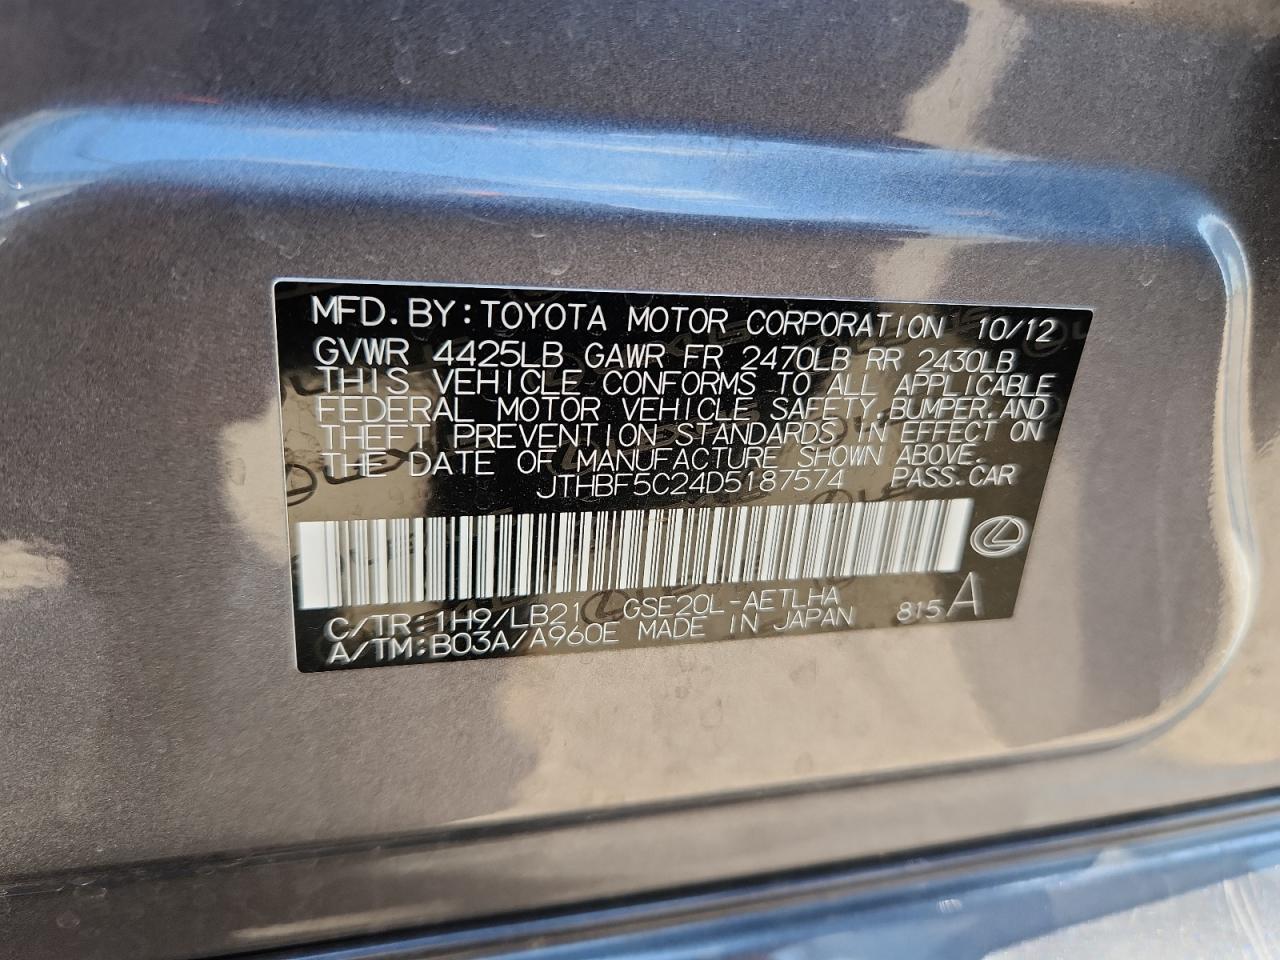 MFD. BY: TOYOTA MOTOR CORPORATION 10/12
GVWR 4425LB GAWR FR 2470LB RR 2430LB
THIS VEHICLE CONFORMS TO ALL APPLICABLE
FEDERAL MOTOR VEHICLE SAFETY, BUMPER, AND
THEFT PREVENTION STANDARDS IN EFFECT ON
THE DATE OF MANUFACTURE SHOWN ABOVE.
JTHBF5C24D5187574 PASS. CAR
C/TR: 1H9/LB21 GSE20L-AETLHA 815 A
A/TM: B03A/A960E MADE IN JAPAN